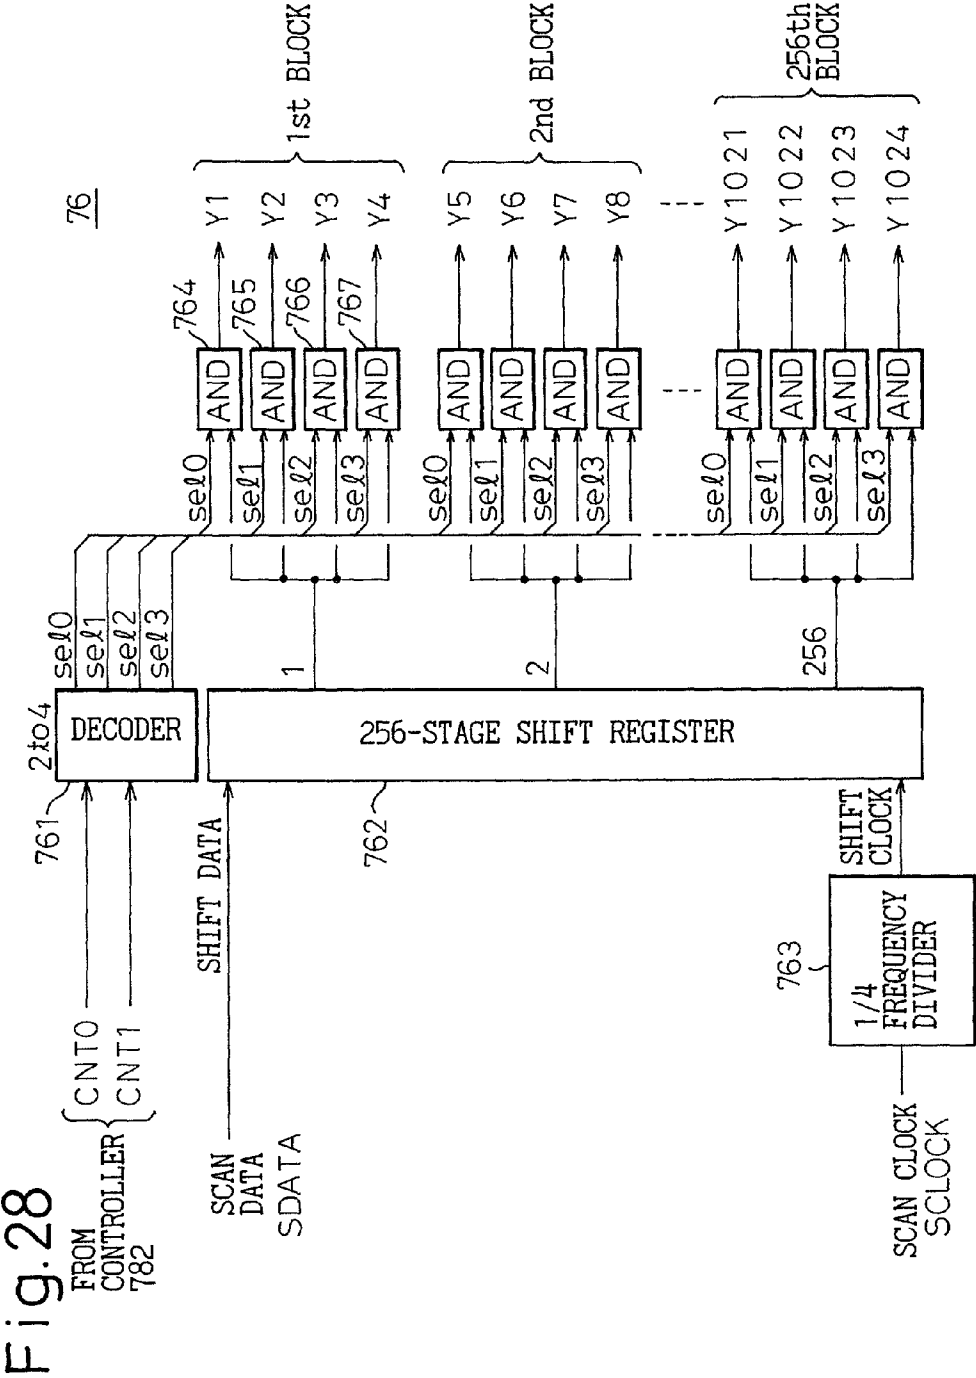 Fig.28
76
FROM
CONTROLLER
782
CNT0
CNT1
761
2to4
DECODER
sel0
sel1
sel2
sel3
SCAN
DATA
SDATA
SHIFT DATA
762
256-STAGE SHIFT REGISTER
1
2
256
SCAN CLOCK
SCLOCK
763
1/4
FREQUENCY
DIVIDER
SHIFT
CLOCK
sel0
AND
764
Y1
sel1
AND
765
Y2
sel2
AND
766
Y3
sel3
AND
767
Y4
1st BLOCK
sel0
AND
Y5
sel1
AND
Y6
sel2
AND
Y7
sel3
AND
Y8
2nd BLOCK
sel0
AND
Y1021
sel1
AND
Y1022
sel2
AND
Y1023
sel3
AND
Y1024
256th
BLOCK